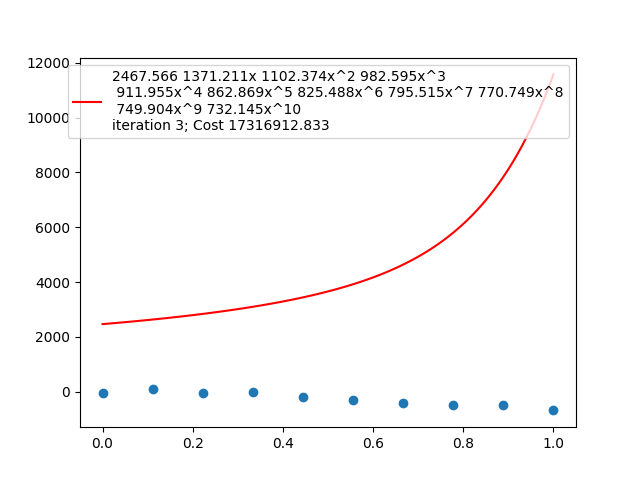 2467.566 1371.211x 1102.374x^2 982.595x^3
911.955x^4 862.869x^5 825.488x^6 795.515x^7 770.749x^8
749.904x^9 732.145x^10
iteration 3; Cost 17316912.833
12000
10000
8000
6000
4000
2000
0
0.0 0.2 0.4 0.6 0.8 1.0